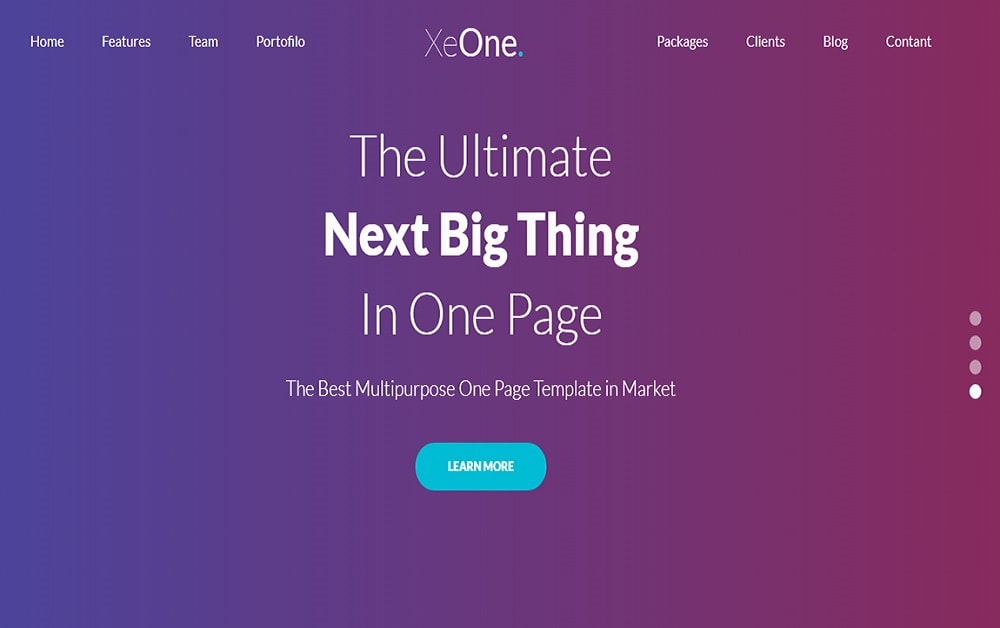 Home Features Team Portofilo XeOne. Packages Clients Blog Contant
The Ultimate
Next Big Thing
In One Page
The Best Multipurpose One Page Template in Market
LEARN MORE